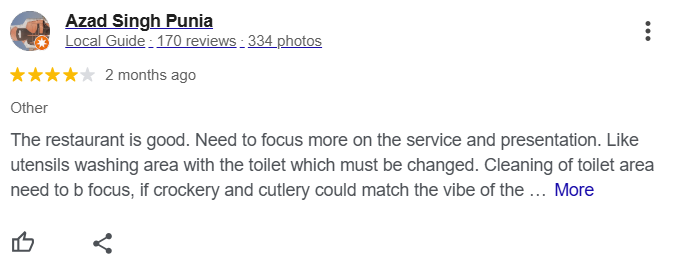 Azad Singh Punia
Local Guide · 170 reviews · 334 photos
2 months ago
Other
The restaurant is good. Need to focus more on the service and presentation. Like
utensils washing area with the toilet which must be changed. Cleaning of toilet area
need to b focus, if crockery and cutlery could match the vibe of the … More